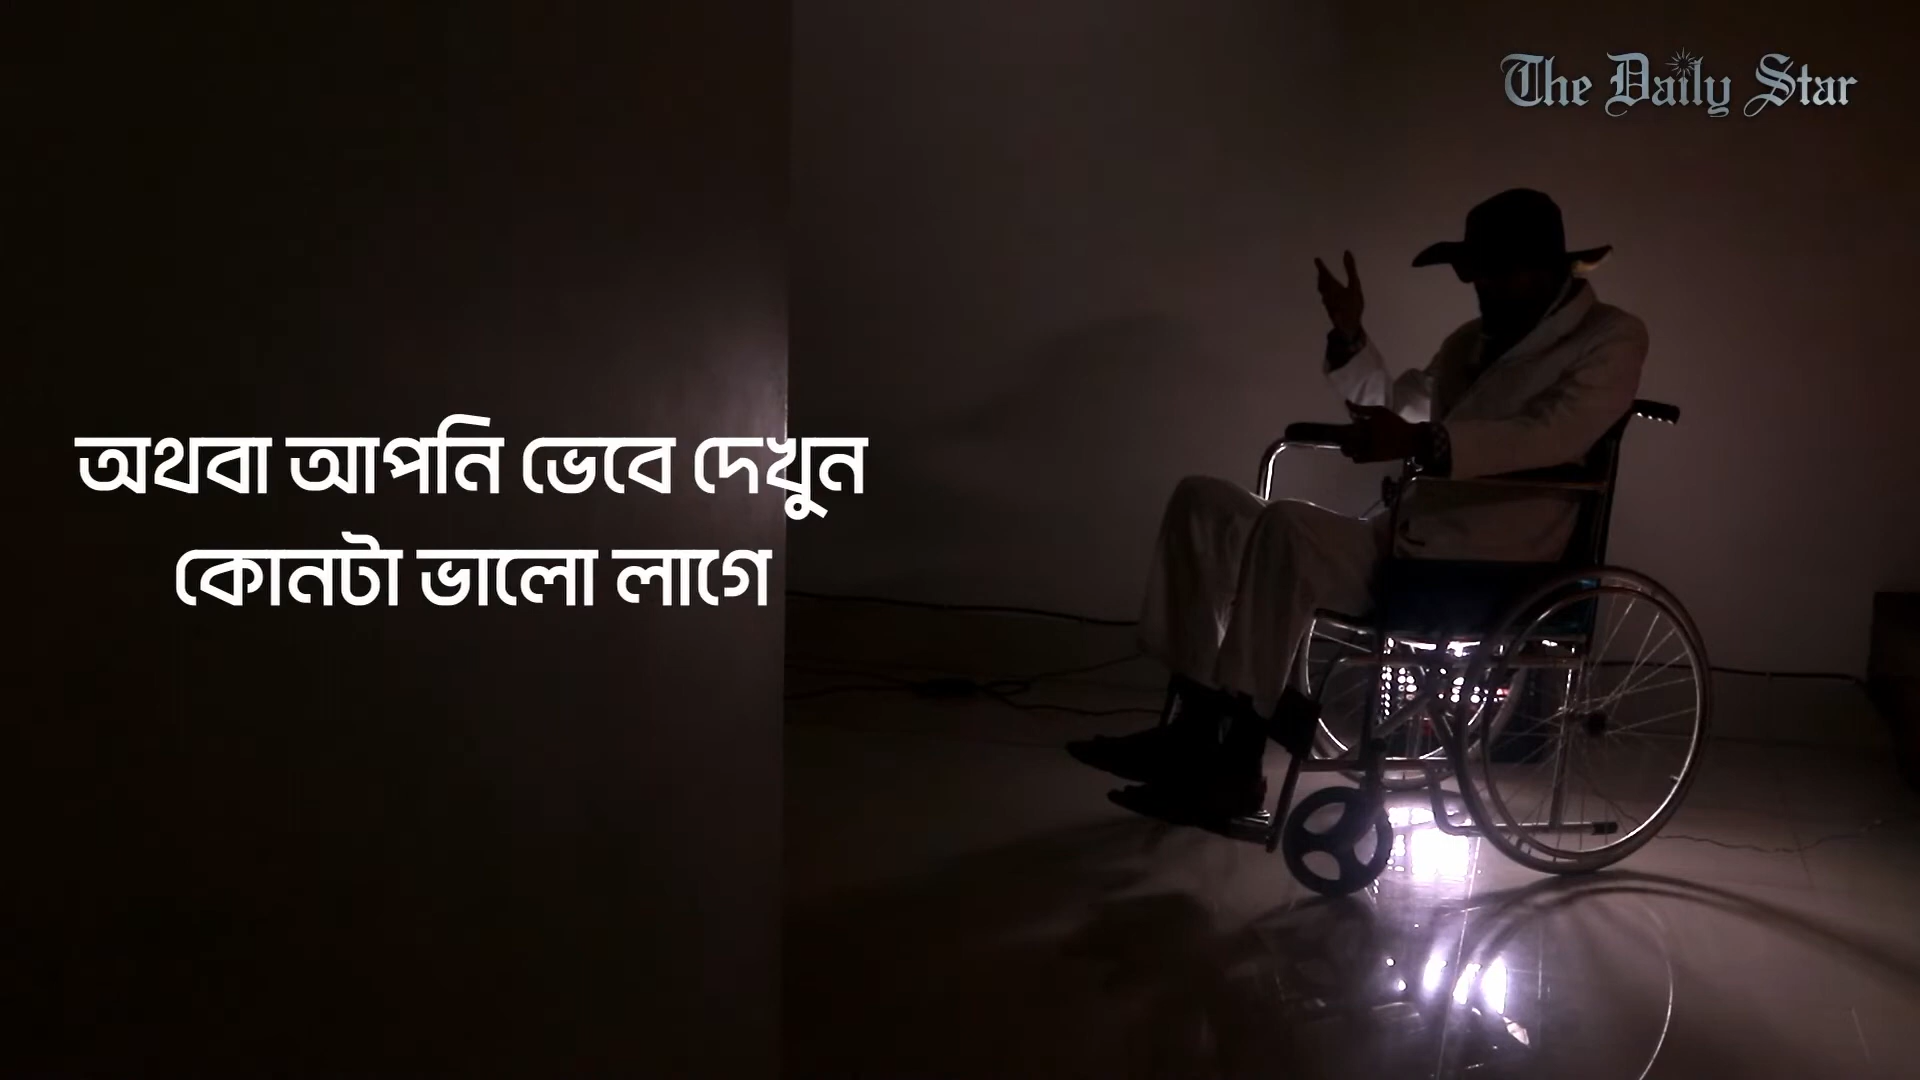 The Daily Star
অথবা আপনি ভেবে দেখুন
কোনটা ভালো লাগে